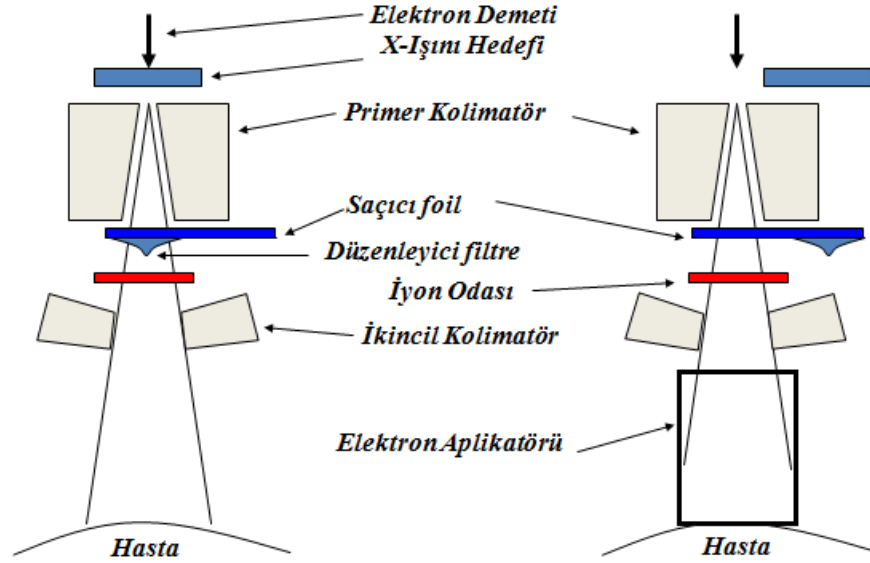 Elektron Demeti
X-Işını Hedefi
Primer Kolimatör
Saçıcı foil
Düzenleyici filtre
İyon Odası
İkincil Kolimatör
Elektron Aplikatörü
Hasta
Hasta